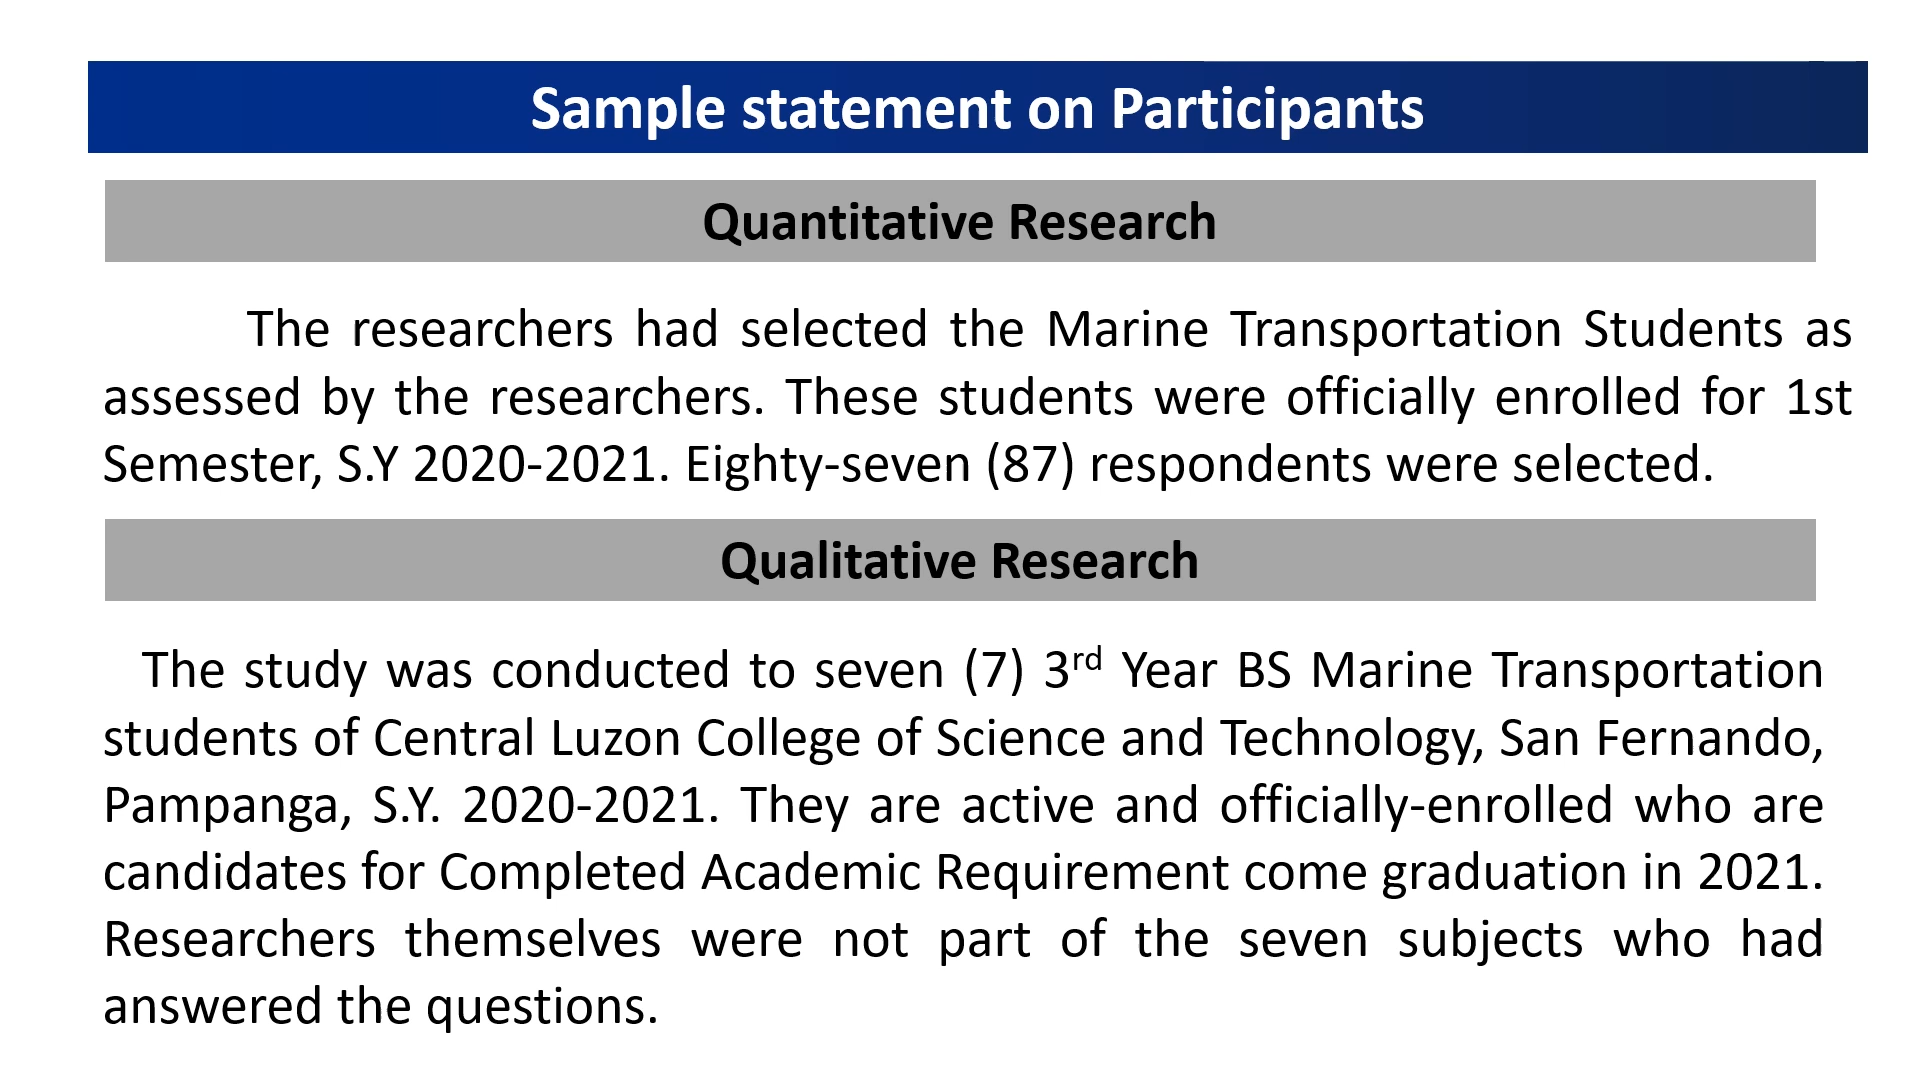 Sample statement on Participants
Quantitative Research
The researchers had selected the Marine Transportation Students as
assessed by the researchers. These students were officially enrolled for 1st
Semester, S.Y 2020-2021. Eighty-seven (87) respondents were selected.
Qualitative Research
The study was conducted to seven (7) 3rd Year BS Marine Transportation
students of Central Luzon College of Science and Technology, San Fernando,
Pampanga, S.Y. 2020-2021. They are active and officially-enrolled who are
candidates for Completed Academic Requirement come graduation in 2021.
Researchers themselves were not part of the seven subjects who had
answered the questions.